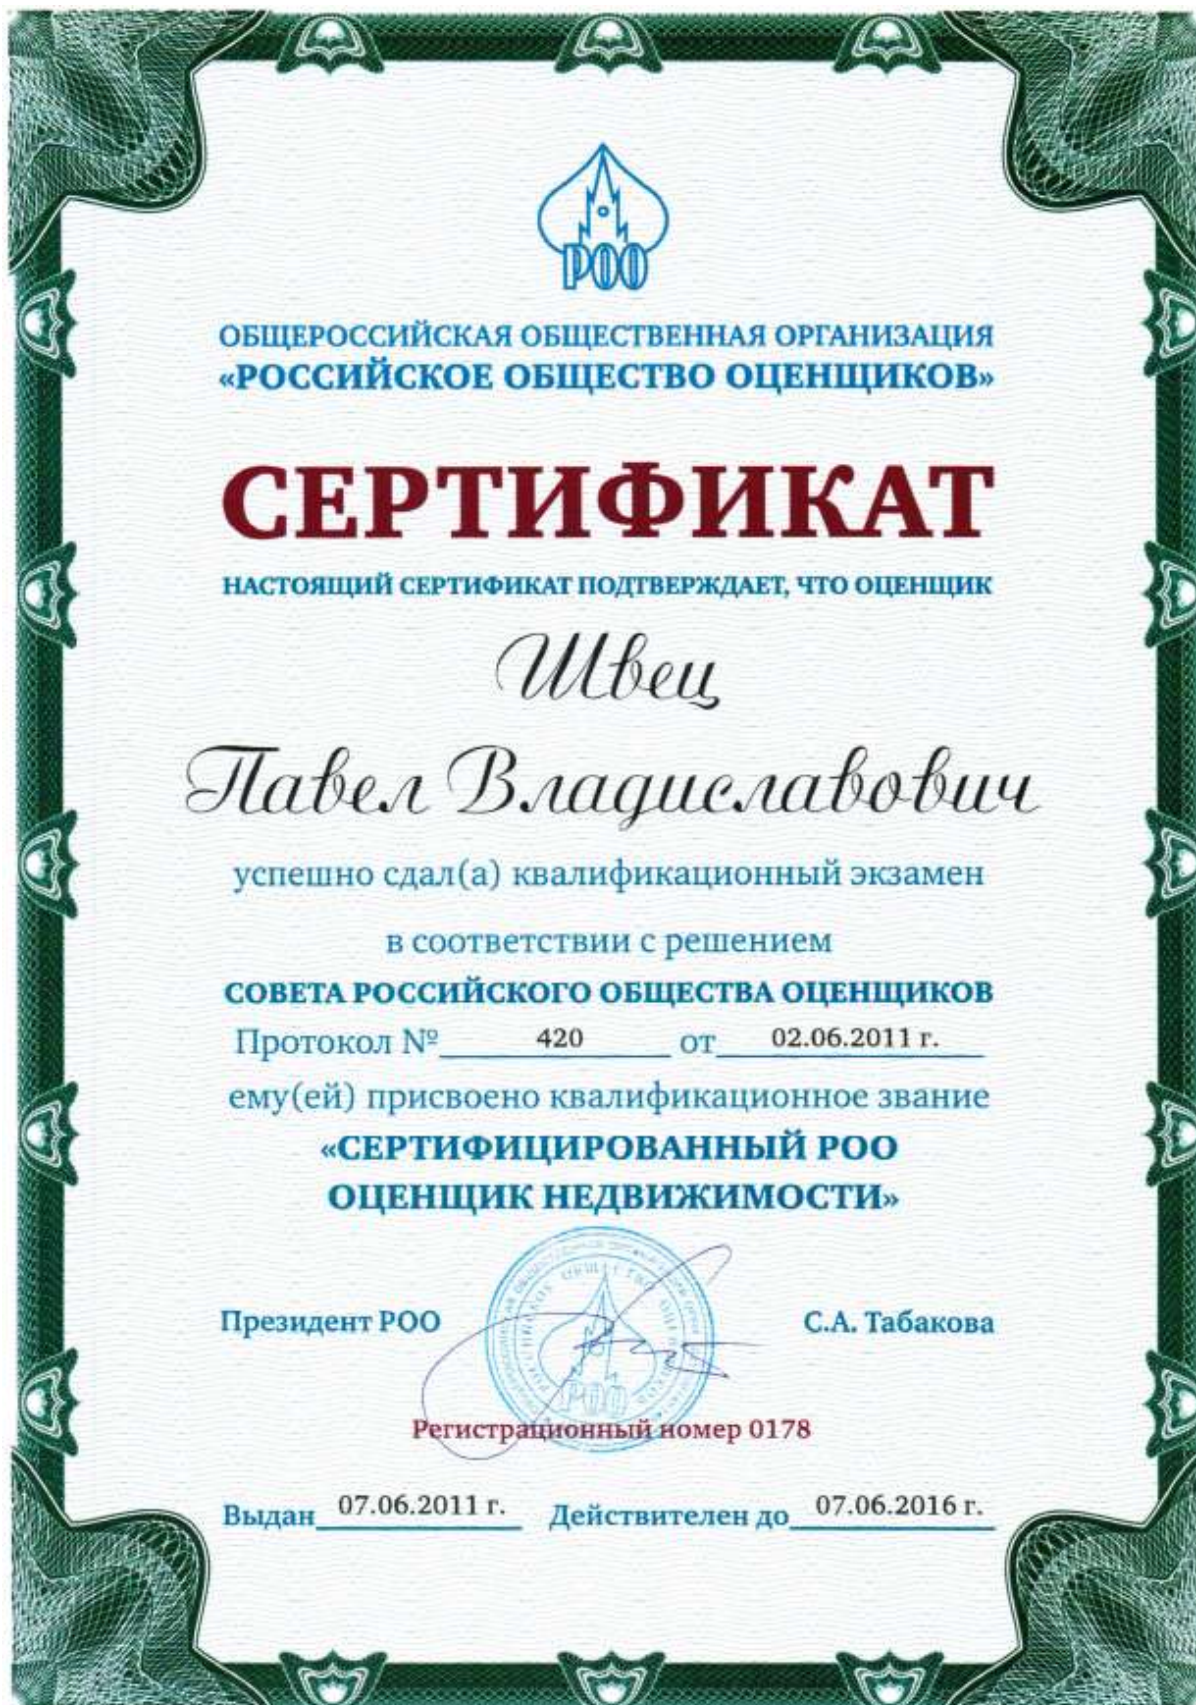 РОО
ОБЩЕРОССИЙСКАЯ ОБЩЕСТВЕННАЯ ОРГАНИЗАЦИЯ
«РОССИЙСКОЕ ОБЩЕСТВО ОЦЕНЩИКОВ»
СЕРТИФИКАТ
НАСТОЯЩИЙ СЕРТИФИКАТ ПОДТВЕРЖДАЕТ, ЧТО ОЦЕНЩИК
Швец
Павел Владиславович
успешно сдал(а) квалификационный экзамен
в соответствии с решением
СОВЕТА РОССИЙСКОГО ОБЩЕСТВА ОЦЕНЩИКОВ
Протокол № 420 от 02.06.2011 г.
ему(ей) присвоено квалификационное звание
«СЕРТИФИЦИРОВАННЫЙ РОО
ОЦЕНЩИК НЕДВИЖИМОСТИ»
Президент РОО С.А. Табакова
РОО
Регистрационный номер 0178
Выдан 07.06.2011 г. Действителен до 07.06.2016 г.